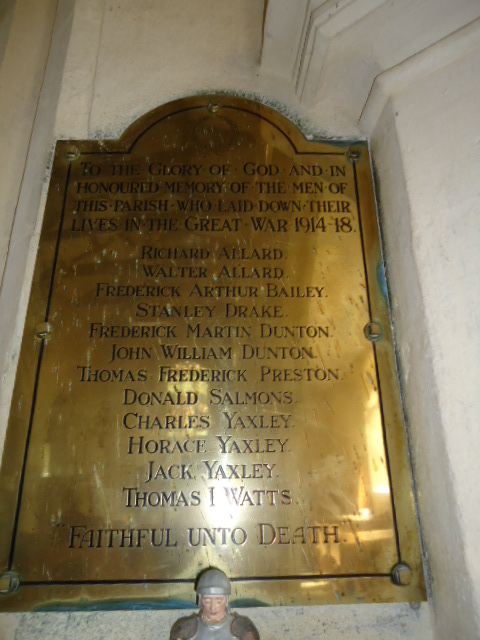 TO THE GLORY OF GOD AND IN
HONOURED MEMORY OF THE MEN OF
THIS PARISH WHO LAID DOWN THEIR
LIVES IN THE GREAT WAR 1914-18.
RICHARD ALLARD.
WALTER ALLARD.
FREDERICK ARTHUR BAILEY.
STANLEY DRAKE.
FREDERICK MARTIN DUNTON.
JOHN WILLIAM DUNTON.
THOMAS FREDERICK PRESTON.
DONALD SALMONS.
CHARLES YAXLEY.
HORACE YAXLEY.
JACK YAXLEY.
THOMAS I WATTS.
"FAITHFUL UNTO DEATH."